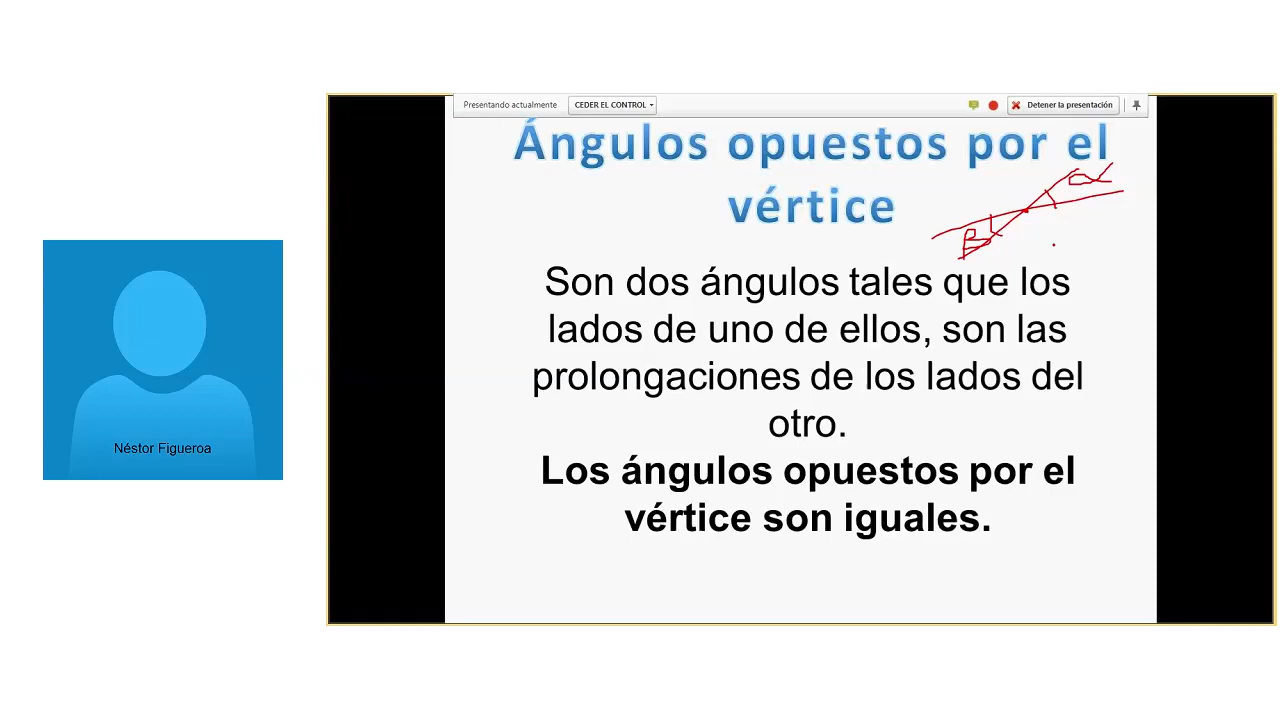 Presentando actualmente CEDER EL CONTROL Detener la presentación
Ángulos opuestos por el
vértice
α
B
Son dos ángulos tales que los
lados de uno de ellos, son las
prolongaciones de los lados del
otro.
Los ángulos opuestos por el
vértice son iguales.
Néstor Figueroa